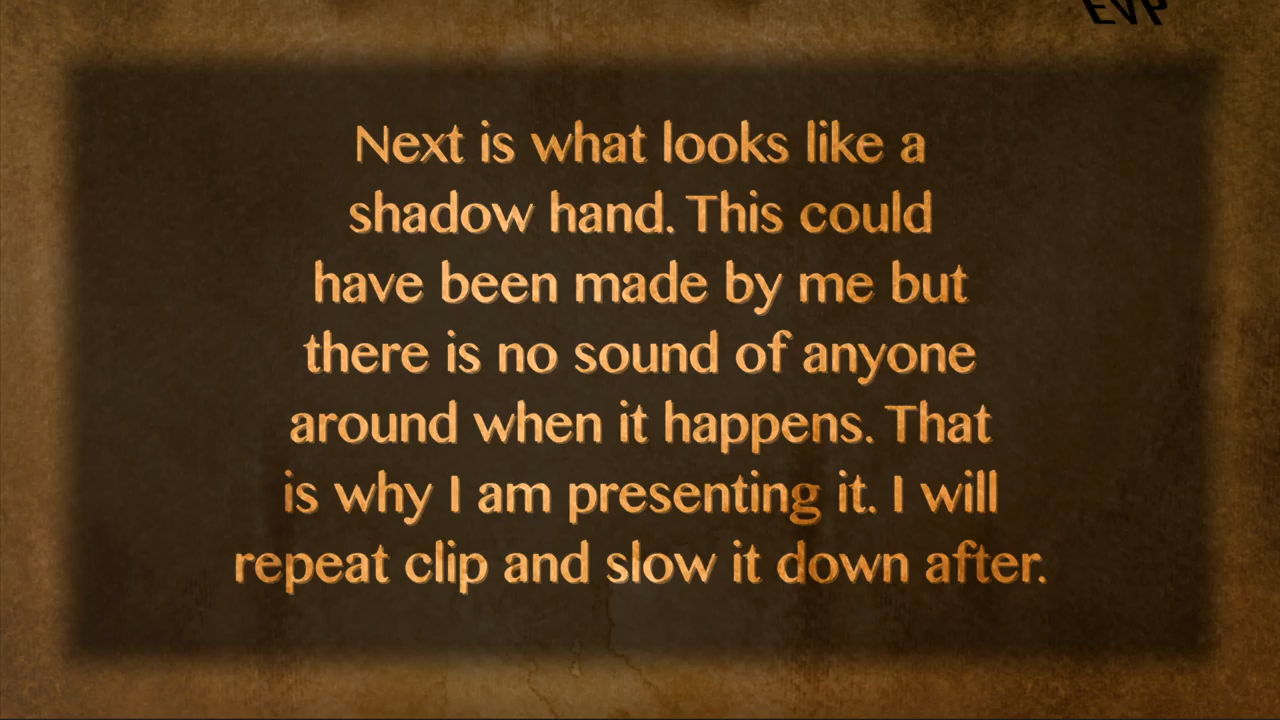 EVP
Next is what looks like a
shadow hand. This could
have been made by me but
there is no sound of anyone
around when it happens. That
is why I am presenting it. I will
repeat clip and slow it down after.